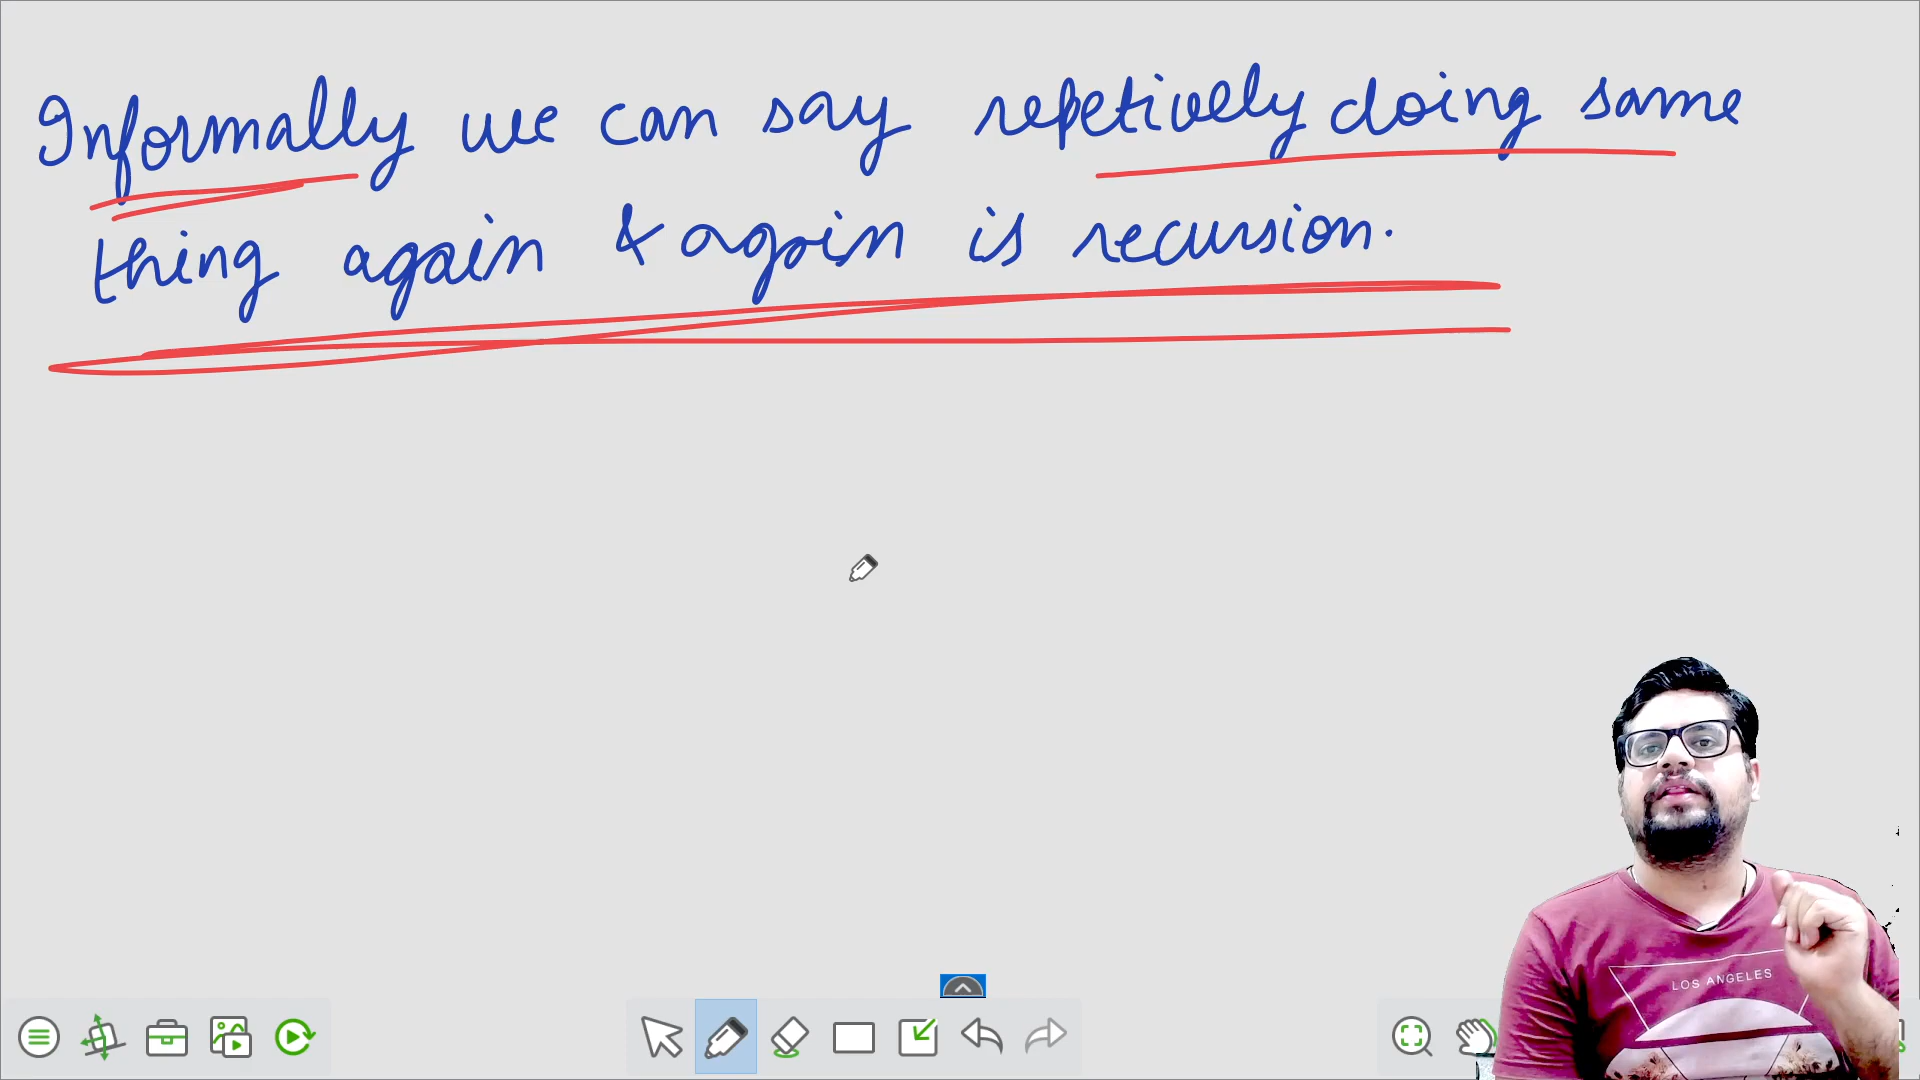 Informally we can say repetively doing same
thing again & again is recursion.
LOS ANGELES